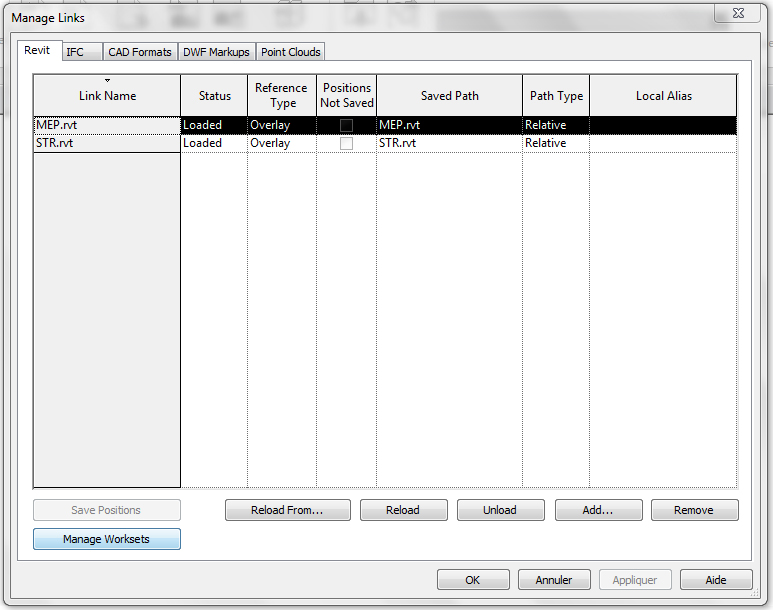 Manage Links
Revit IFC CAD Formats DWF Markups Point Clouds
Link Name Status Reference Type Positions Not Saved Saved Path Path Type Local Alias
MEP.rvt Loaded Overlay MEP.rvt Relative
STR.rvt Loaded Overlay STR.rvt Relative
Save Positions Reload From... Reload Unload Add... Remove
Manage Worksets
OK Annuler Appliquer Aide